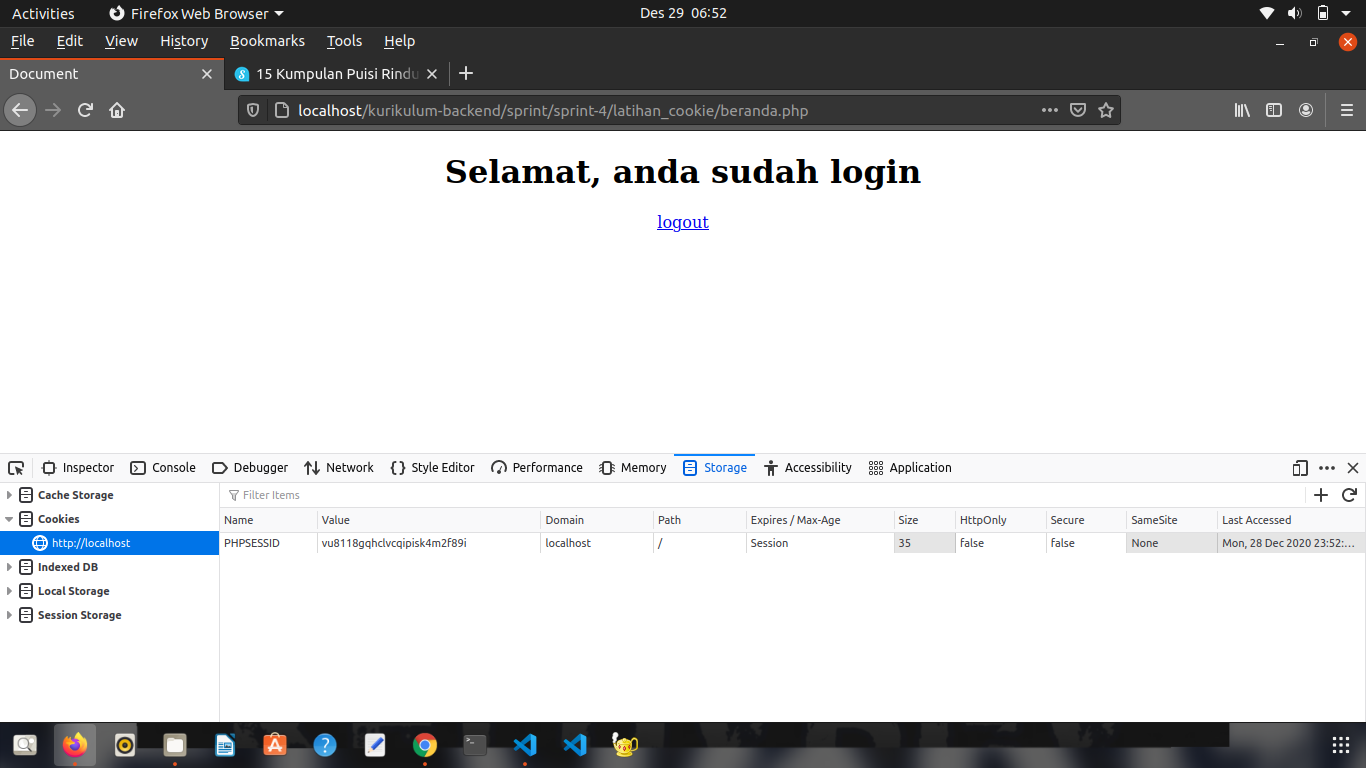 Activities Firefox Web Browser Des 29 06:52
File Edit View History Bookmarks Tools Help
Document 15 Kumpulan Puisi Rindu
localhost/kurikulum-backend/sprint/sprint-4/latihan_cookie/beranda.php
Selamat, anda sudah login
logout
Inspector Console Debugger Network Style Editor Performance Memory Storage Accessibility Application
Cache Storage Filter Items
Cookies Name Value Domain Path Expires / Max-Age Size HttpOnly Secure SameSite Last Accessed
http://localhost PHPSESSID vu8118gqhclvcqipisk4m2f89i localhost / Session 35 false false None Mon, 28 Dec 2020 23:52:…
Indexed DB
Local Storage
Session Storage